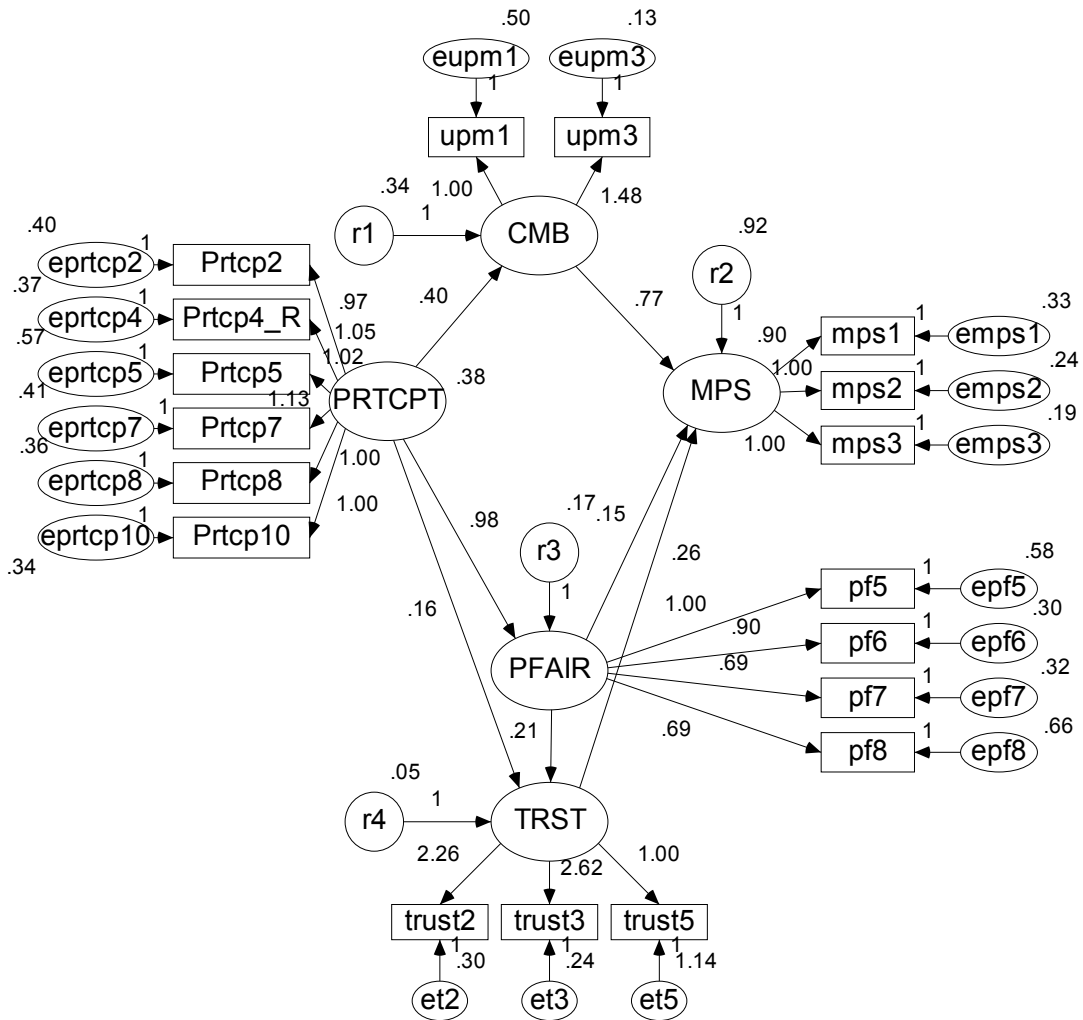 .50 .13
eupm1 eupm3
1 1
upm1 upm3
.34 1.00 1.48
r1 1 CMB
.92
r2
.40
eprtcp2 1 Prtcp2
.37
.97 .40 .77 1
.90 .33
eprtcp4 1 Prtcp4_R
1.05
mps1 1 emps1
.57
1.02 1.00 .24
eprtcp5 1 Prtcp5
PRTCPT .38 MPS mps2 1 emps2
.41
1.13 .19
eprtcp7 1 Prtcp7
1.00 mps3 1 emps3
.36
1.00
eprtcp8 1 Prtcp8
1.00
eprtcp10 1 Prtcp10
.34
.98 .17 .15
r3 .26
.58
1 1.00 pf5 1 epf5
.16 .90 .30
pf6 1 epf6
PFAIR .69 .32
pf7 1 epf7
.21 .69 .66
pf8 1 epf8
.05
r4 1 TRST
2.26 2.62 1.00
trust2 trust3 trust5
1 1 1
.30 .24 1.14
et2 et3 et5